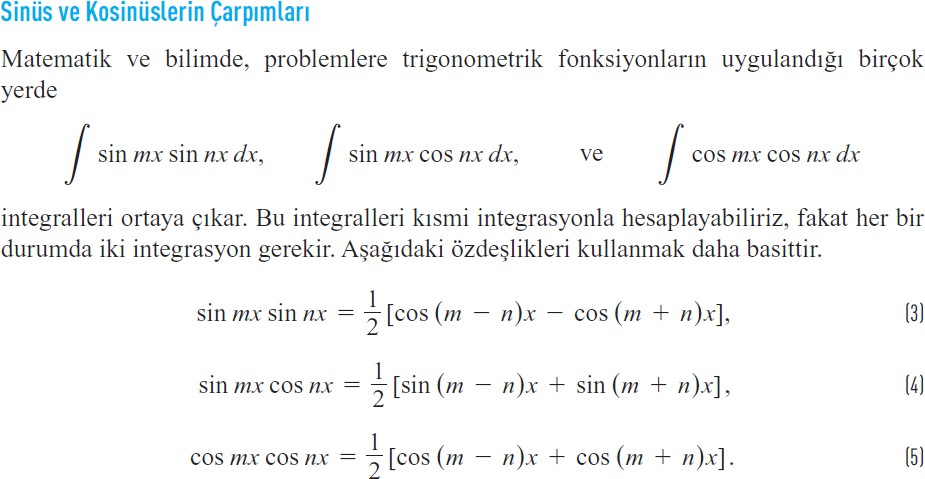 Sinüs ve Kosinüslerin Çarpımları
Matematik ve bilimde, problemlere trigonometrik fonksiyonların uygulandığı birçok
yerde
∫ sin mx sin nx dx, ∫ sin mx cos nx dx, ve ∫ cos mx cos nx dx
integralleri ortaya çıkar. Bu integralleri kısmi integrasyonla hesaplayabiliriz, fakat her bir
durumda iki integrasyon gerekir. Aşağıdaki özdeşlikleri kullanmak daha basittir.
sin mx sin nx = 1/2 [cos (m − n)x − cos (m + n)x], (3)
sin mx cos nx = 1/2 [sin (m − n)x + sin (m + n)x], (4)
cos mx cos nx = 1/2 [cos (m − n)x + cos (m + n)x]. (5)